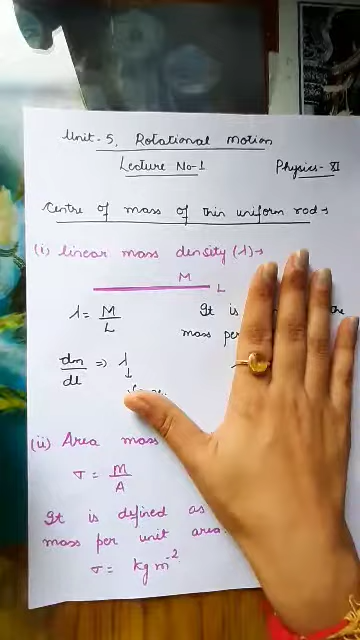 Unit-5, Rotational Motion
Lecture No-1 Physics-XI
Centre of mass of thin uniform rod→
(i) linear mass density (λ)→
M
L
λ = M/L
It is the
mass per
dm/dl ⇒ λ
↓
(ii) Area mass
σ = M/A
It is defined as
mass per unit area.
σ = kg m⁻²